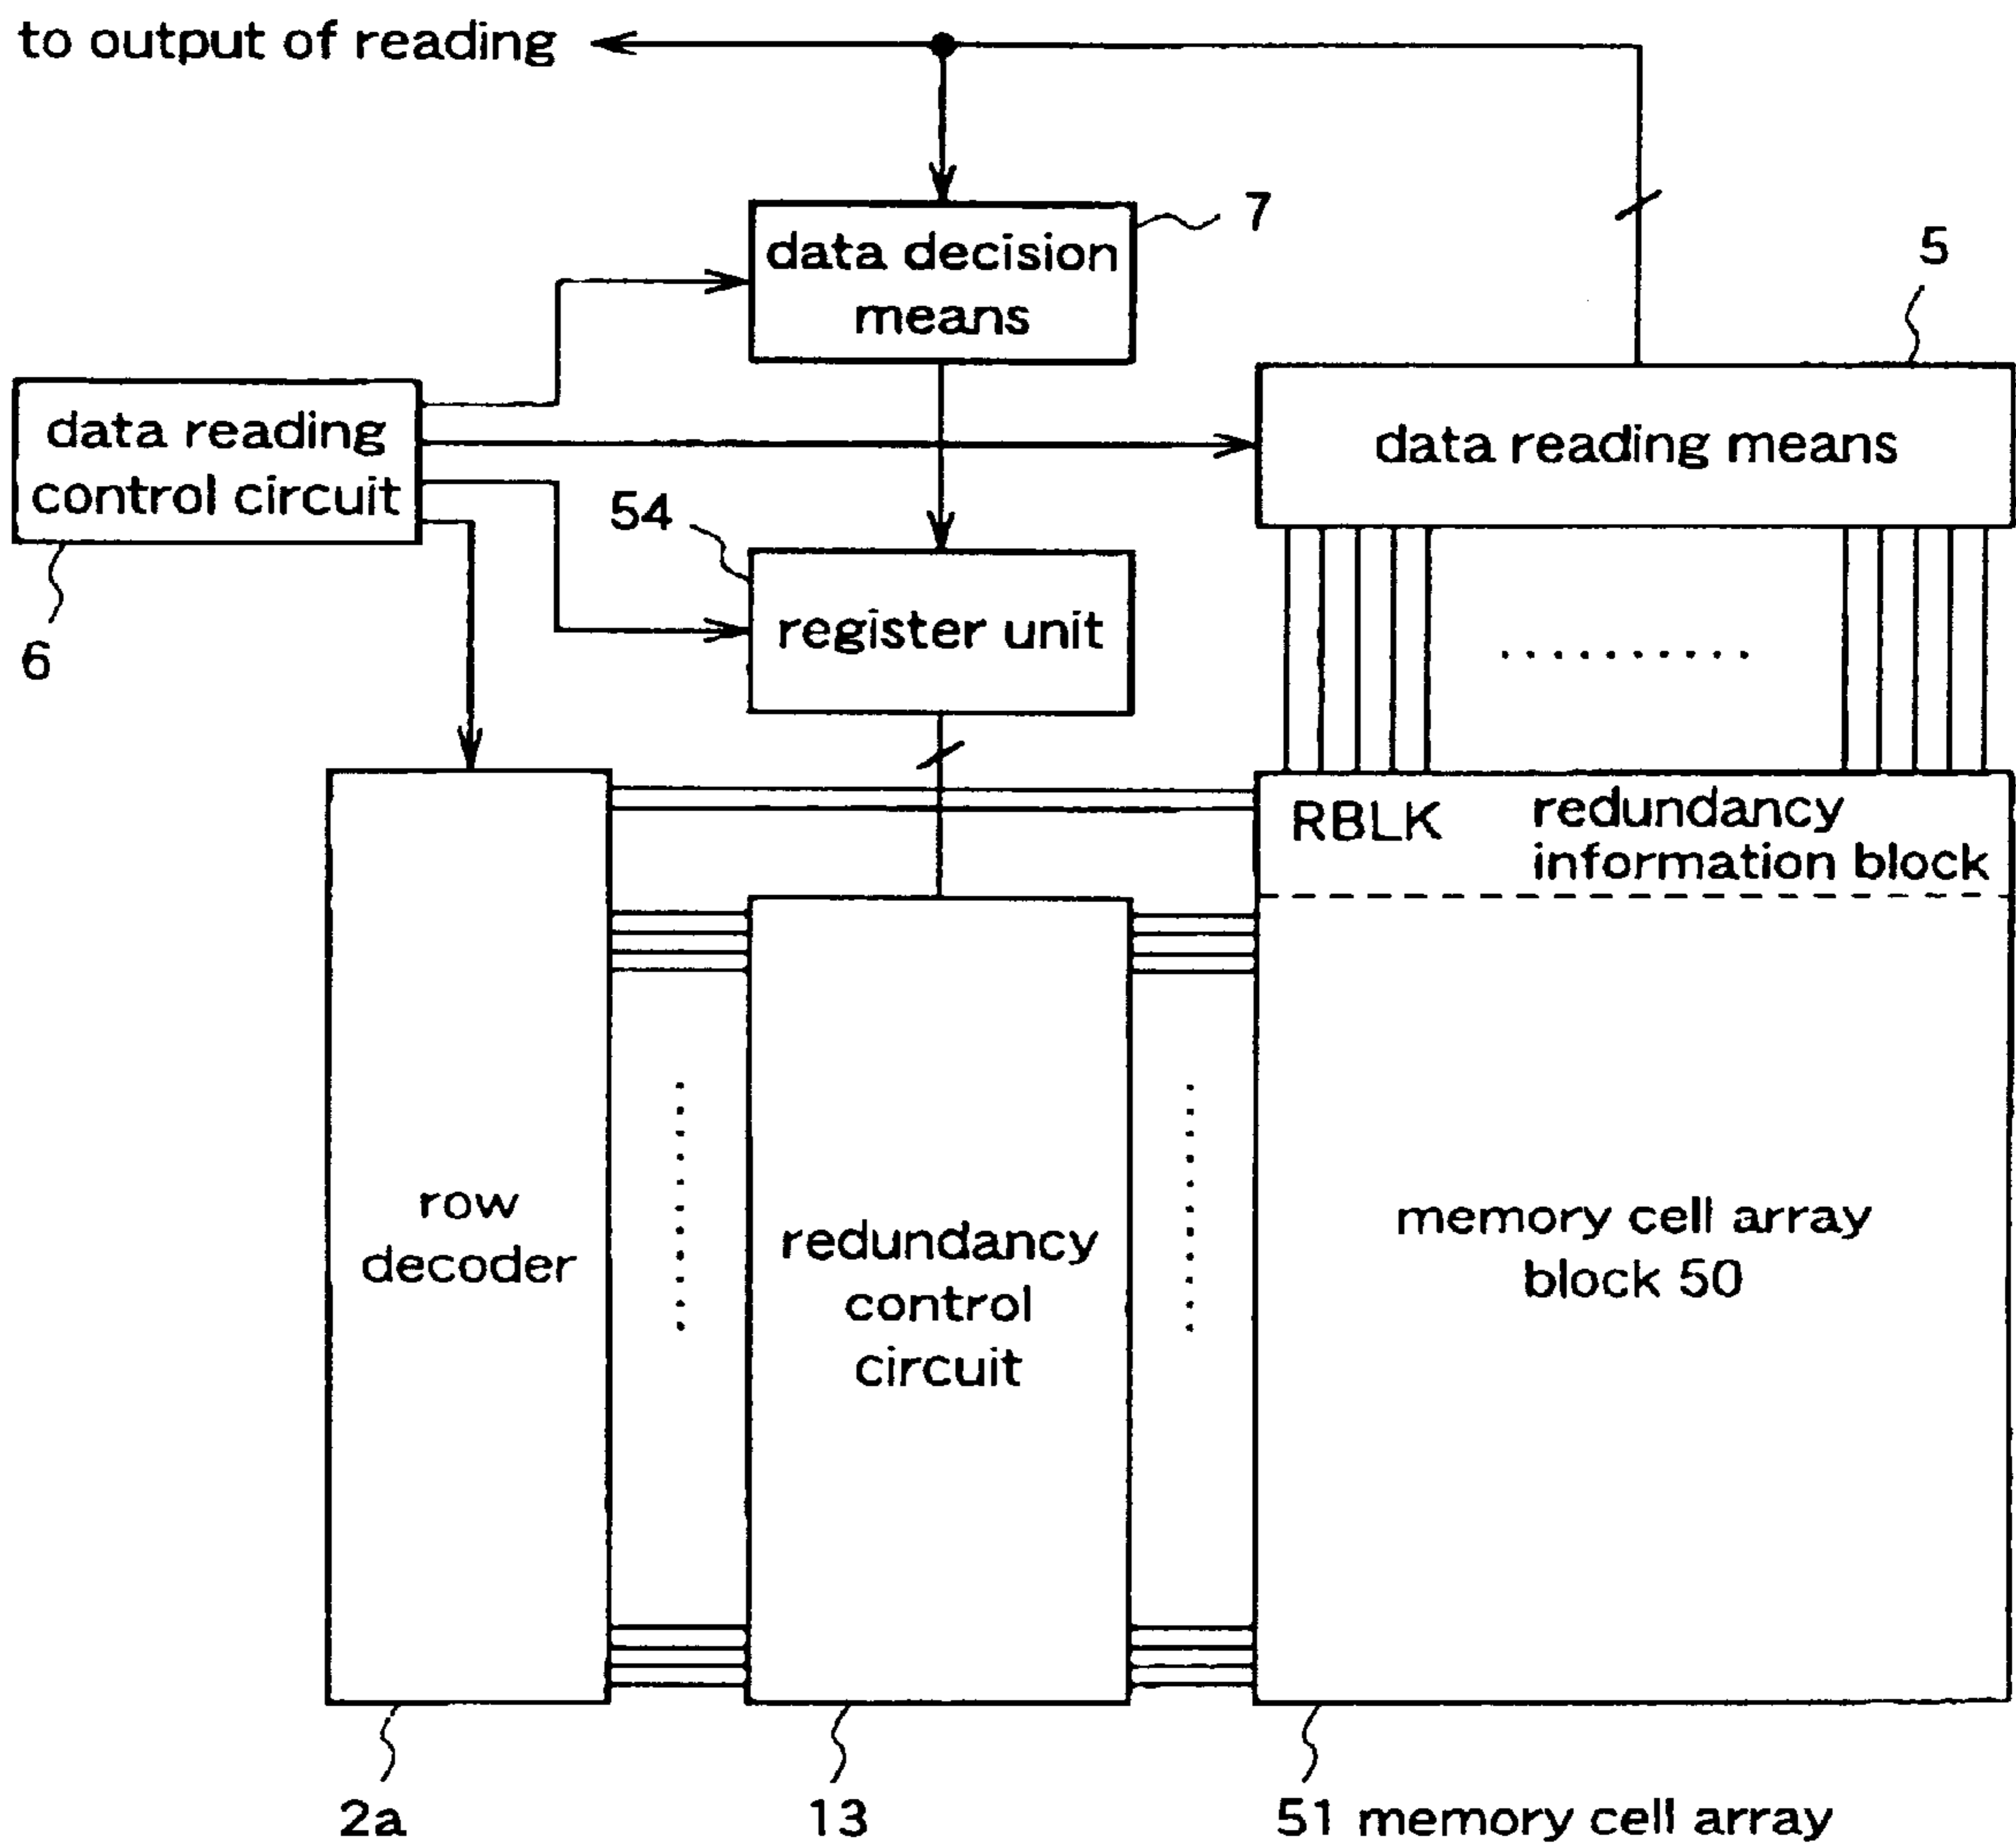 to output of reading
7
data decision
means
5
data reading
control circuit
data reading means
54
6
register unit
RBLK
redundancy
information block
row
decoder
redundancy
control
circuit
memory cell array
block 50
2a
13
51 memory cell array